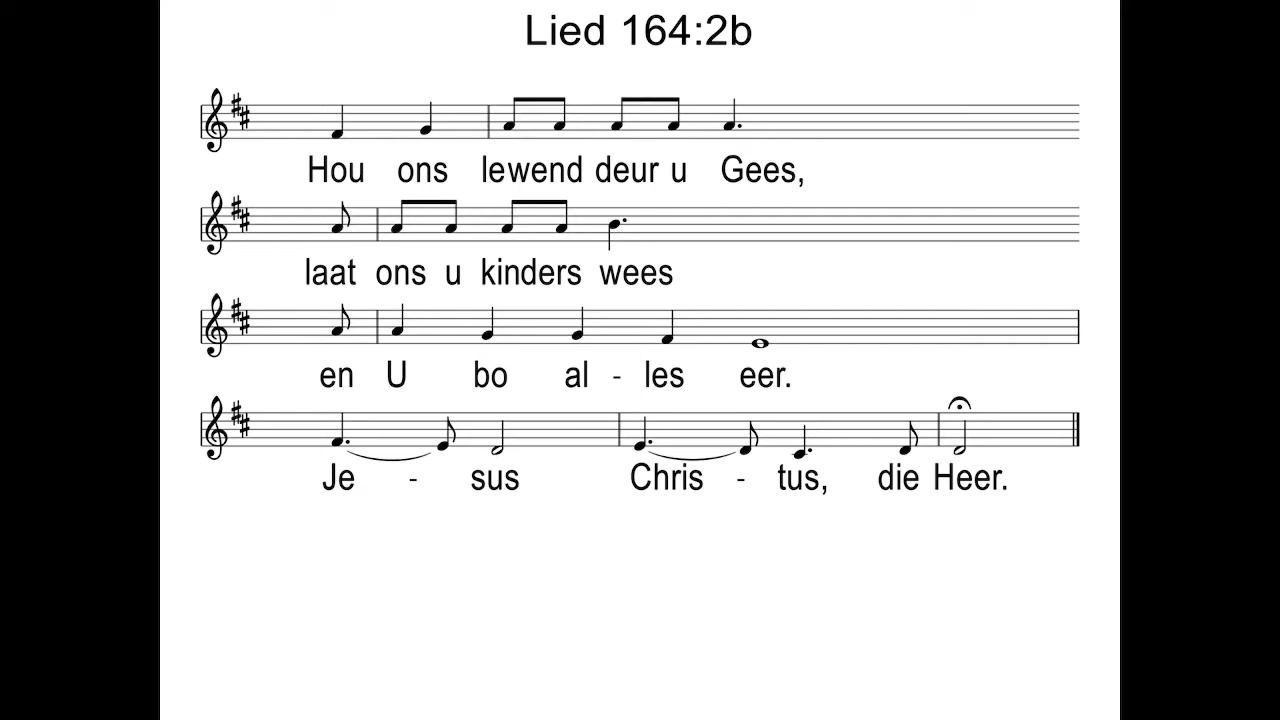 Lied 164:2b
Hou ons lewend deur u Gees,
laat ons u kinders wees
en U bo al - les eer.
Je - sus Chris - tus, die Heer.